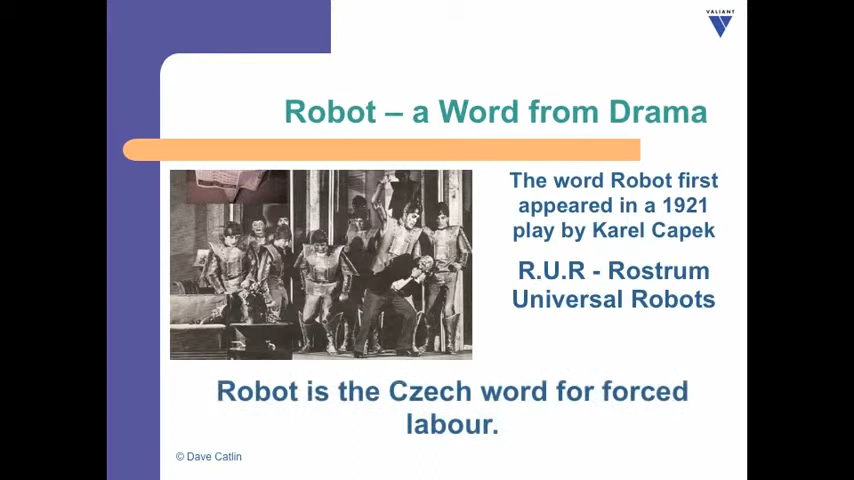 VALIANT
Robot – a Word from Drama
The word Robot first
appeared in a 1921
play by Karel Capek
R.U.R - Rostrum
Universal Robots
Robot is the Czech word for forced
labour.
© Dave Catlin